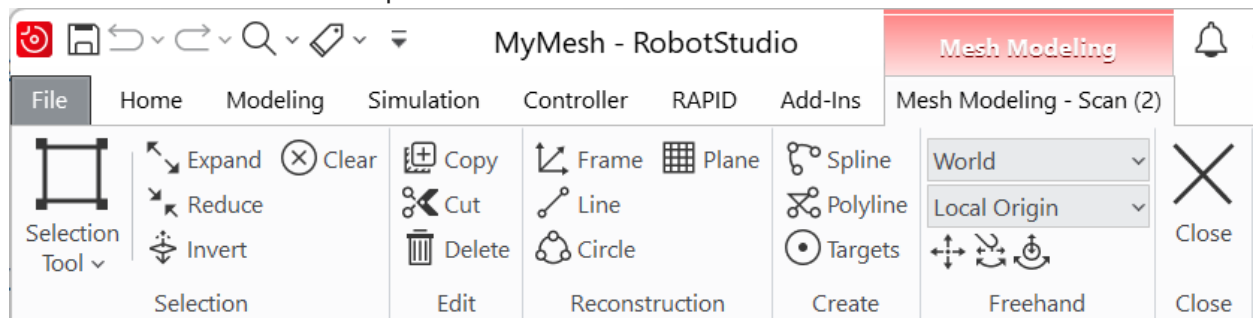 MyMesh - RobotStudio
Mesh Modeling
File Home Modeling Simulation Controller RAPID Add-Ins Mesh Modeling - Scan (2)
Expand Clear Copy Frame Plane Spline World
Reduce Cut Line Polyline Local Origin
Selection Tool Invert Delete Circle Targets Close
Selection Edit Reconstruction Create Freehand Close